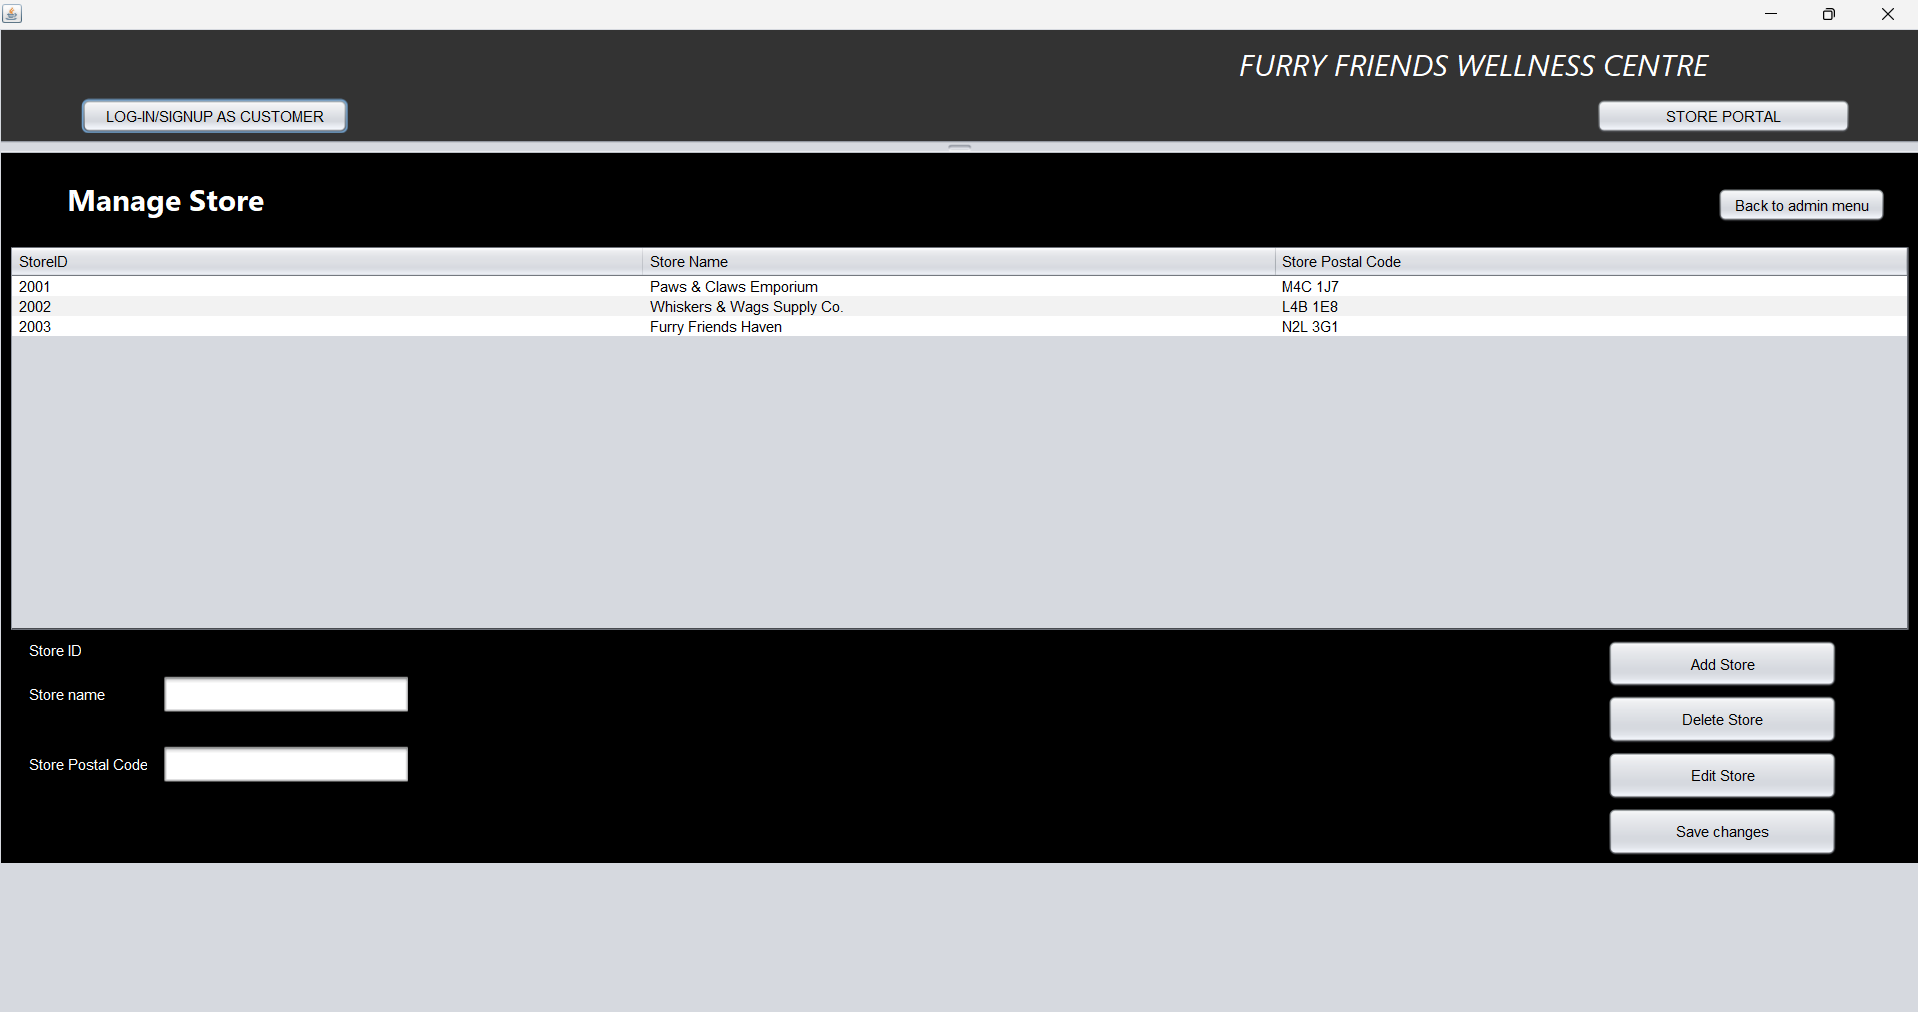 FURRY FRIENDS WELLNESS CENTRE
LOG-IN/SIGNUP AS CUSTOMER STORE PORTAL
Manage Store
Back to admin menu
StoreID Store Name Store Postal Code
2001 Paws & Claws Emporium M4C 1J7
2002 Whiskers & Wags Supply Co. L4B 1E8
2003 Furry Friends Haven N2L 3G1
Store ID
Store name
Store Postal Code
Add Store
Delete Store
Edit Store
Save changes